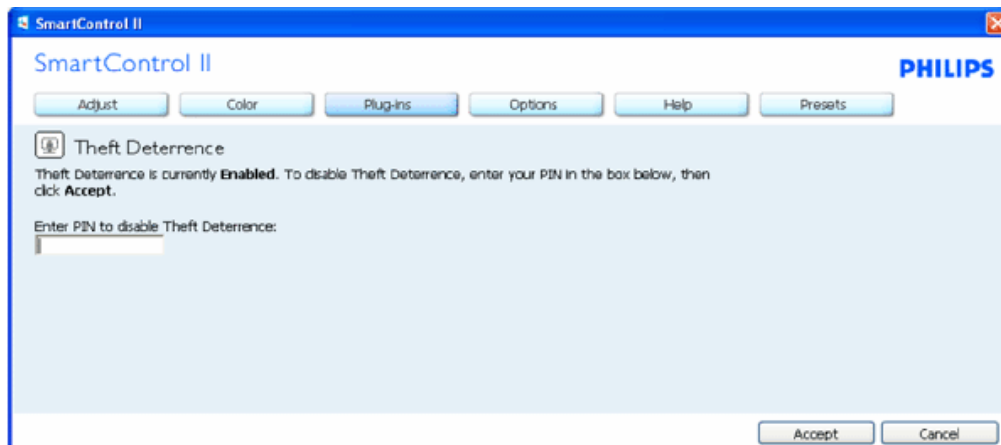 SmartControl II
SmartControl II
PHILIPS
Adjust Color Plug-ins Options Help Presets
Theft Deterrence
Theft Deterrence is currently Enabled. To disable Theft Deterrence, enter your PIN in the box below, then
click Accept.
Enter PIN to disable Theft Deterrence:
Accept Cancel